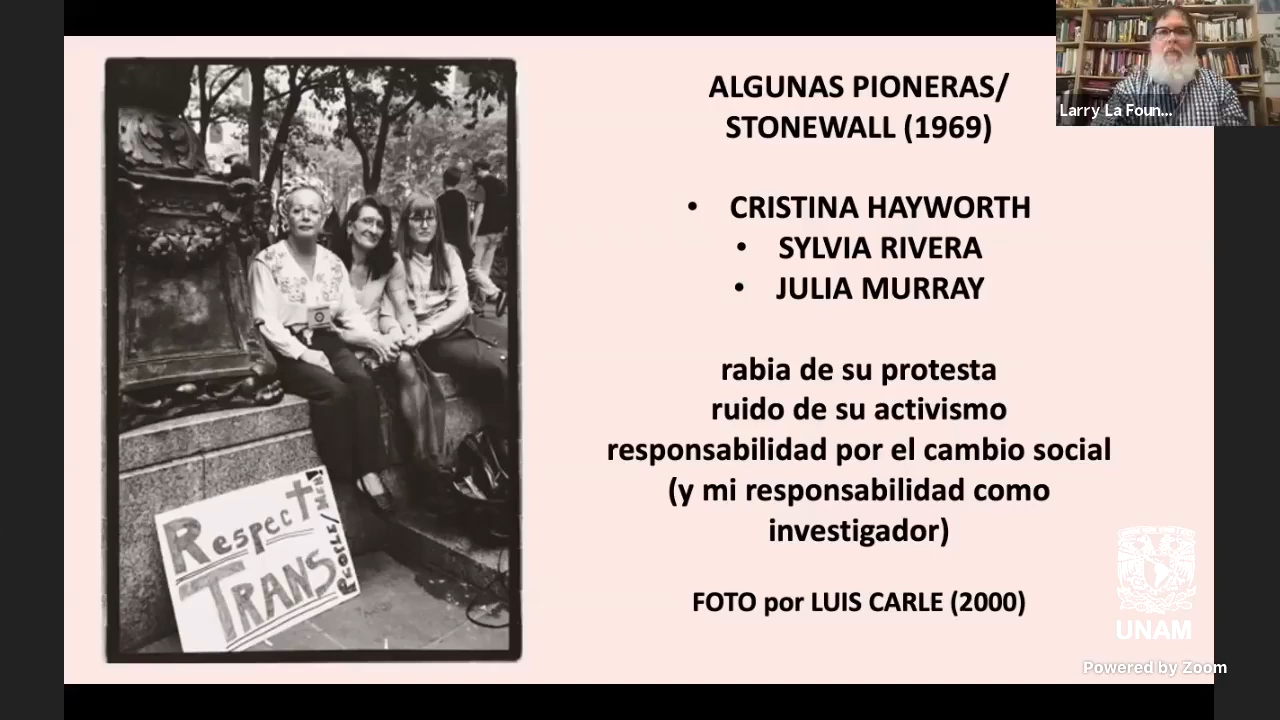 ALGUNAS PIONERAS/
STONEWALL (1969)
• CRISTINA HAYWORTH
• SYLVIA RIVERA
• JULIA MURRAY
rabia de su protesta
ruido de su activismo
responsabilidad por el cambio social
(y mi responsabilidad como
investigador)
FOTO por LUIS CARLE (2000)
Respect
TRANS
PEOPLE/MEN!
Larry La Foun...
UNAM
Powered by Zoom